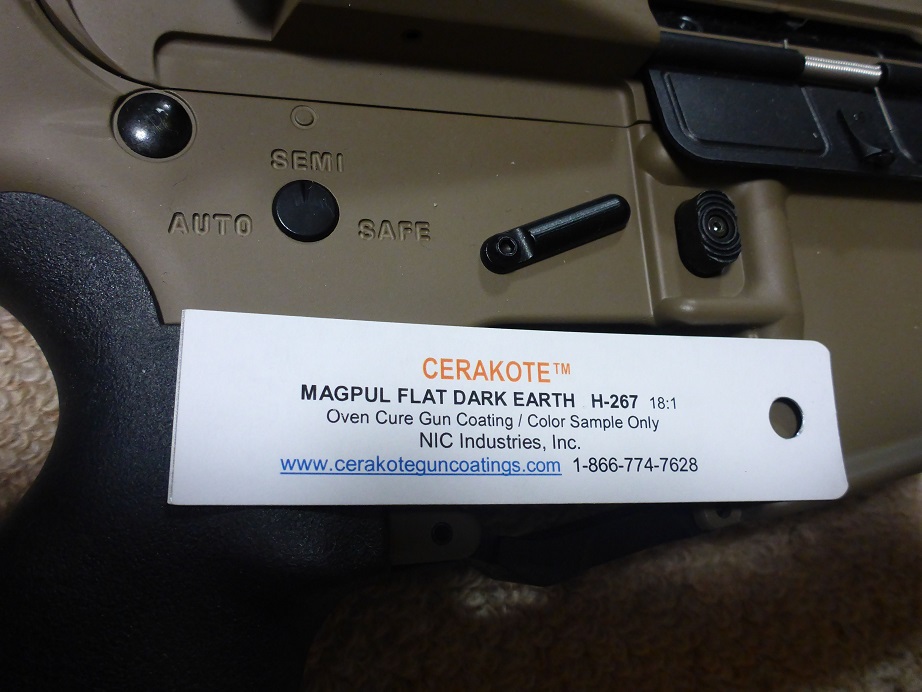 SEMI
AUTO SAFE
CERAKOTE™
MAGPUL FLAT DARK EARTH H-267 18:1
Oven Cure Gun Coating / Color Sample Only
NIC Industries, Inc.
www.cerakoteguncoatings.com 1-866-774-7628